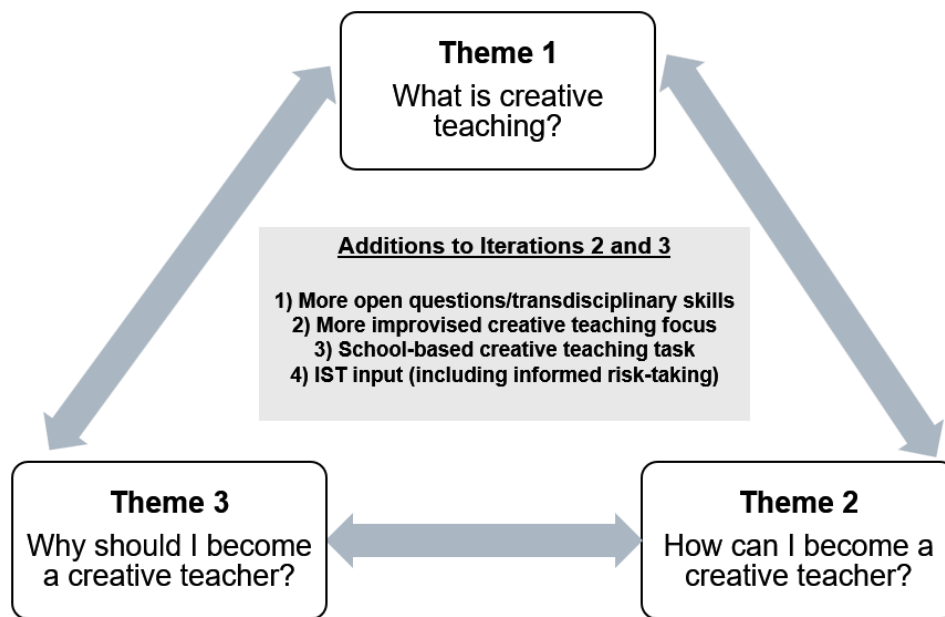 Theme 1
What is creative
teaching?
Additions to Iterations 2 and 3
1) More open questions/transdisciplinary skills
2) More improvised creative teaching focus
3) School-based creative teaching task
4) IST input (including informed risk-taking)
Theme 3
Why should I become
a creative teacher?
Theme 2
How can I become a
creative teacher?